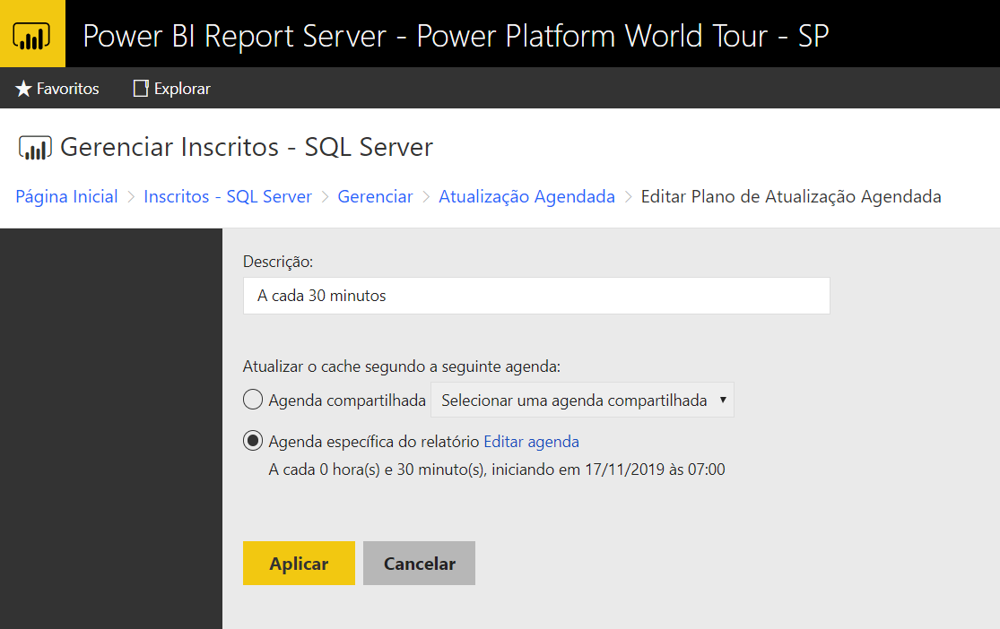 Power BI Report Server - Power Platform World Tour - SP
Favoritos Explorar
Gerenciar Inscritos - SQL Server
Página Inicial > Inscritos - SQL Server > Gerenciar > Atualização Agendada > Editar Plano de Atualização Agendada
Descrição:
A cada 30 minutos
Atualizar o cache segundo a seguinte agenda:
Agenda compartilhada Selecionar uma agenda compartilhada
Agenda específica do relatório Editar agenda
A cada 0 hora(s) e 30 minuto(s), iniciando em 17/11/2019 às 07:00
Aplicar Cancelar